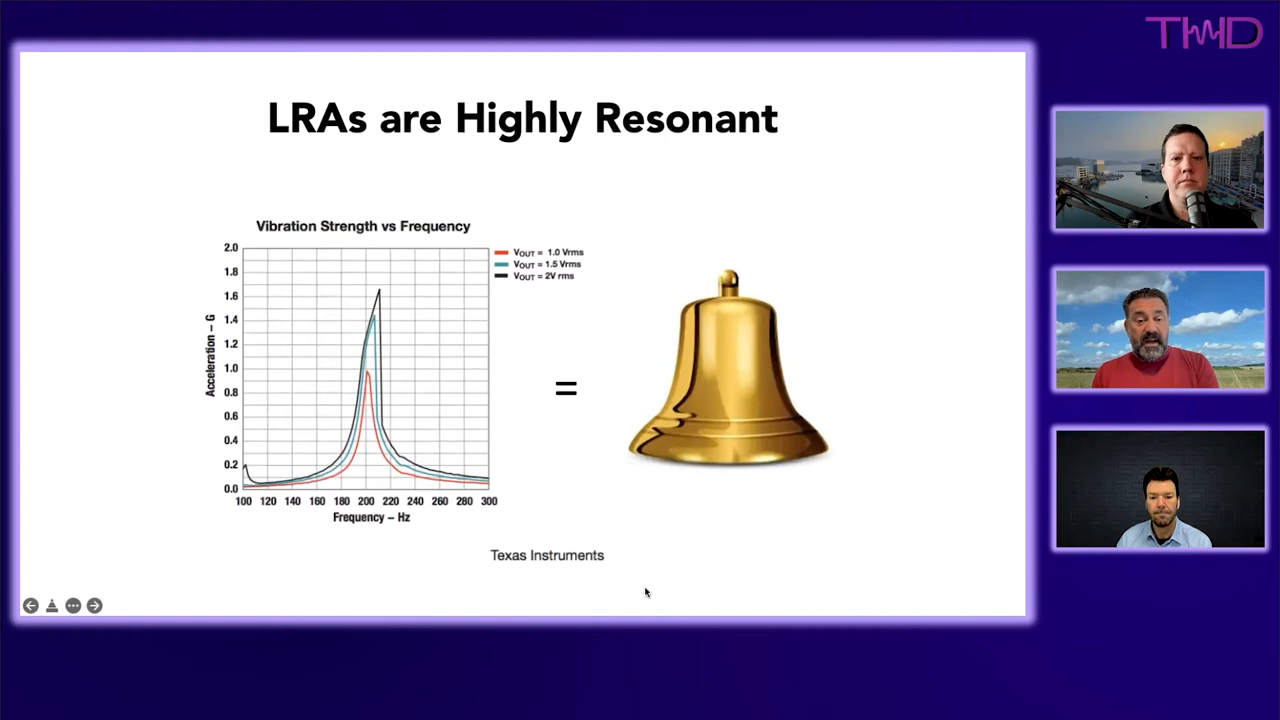 TWD
LRAs are Highly Resonant
Vibration Strength vs Frequency
VOUT = 1.0 Vrms
VOUT = 1.5 Vrms
VOUT = 2V rms
Acceleration – G
2.0
1.8
1.6
1.4
1.2
1.0
0.8
0.6
0.4
0.2
0.0
100 120 140 160 180 200 220 240 260 280 300
Frequency – Hz
=
Texas Instruments